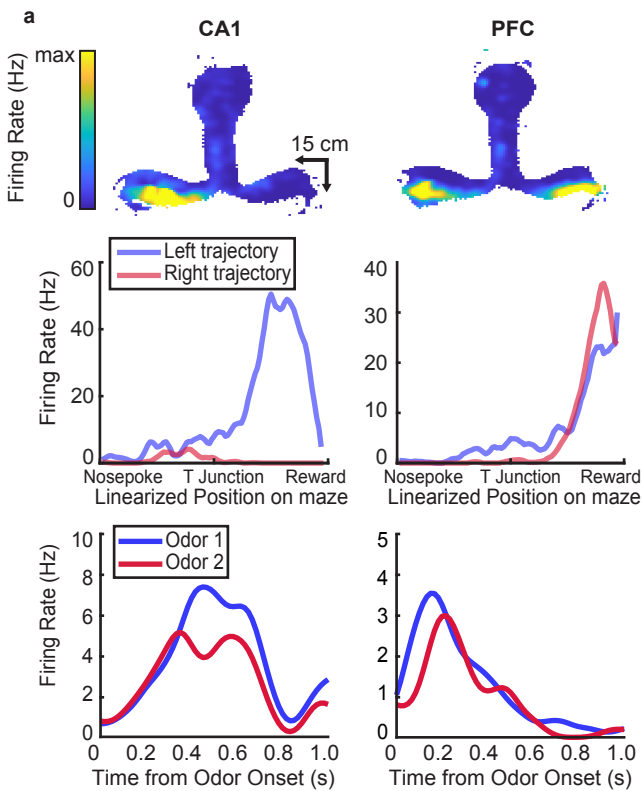 a
CA1
PFC
Firing Rate (Hz)
max
0
15 cm
Left trajectory
Right trajectory
Firing Rate (Hz)
60
40
20
0
Nosepoke T Junction Reward
Linearized Position on maze
40
30
20
10
0
Nosepoke T Junction Reward
Linearized Position on maze
Odor 1
Odor 2
Firing Rate (Hz)
10
8
6
4
2
0
0 0.2 0.4 0.6 0.8 1.0
Time from Odor Onset (s)
5
4
3
2
1
0
0 0.2 0.4 0.6 0.8 1.0
Time from Odor Onset (s)